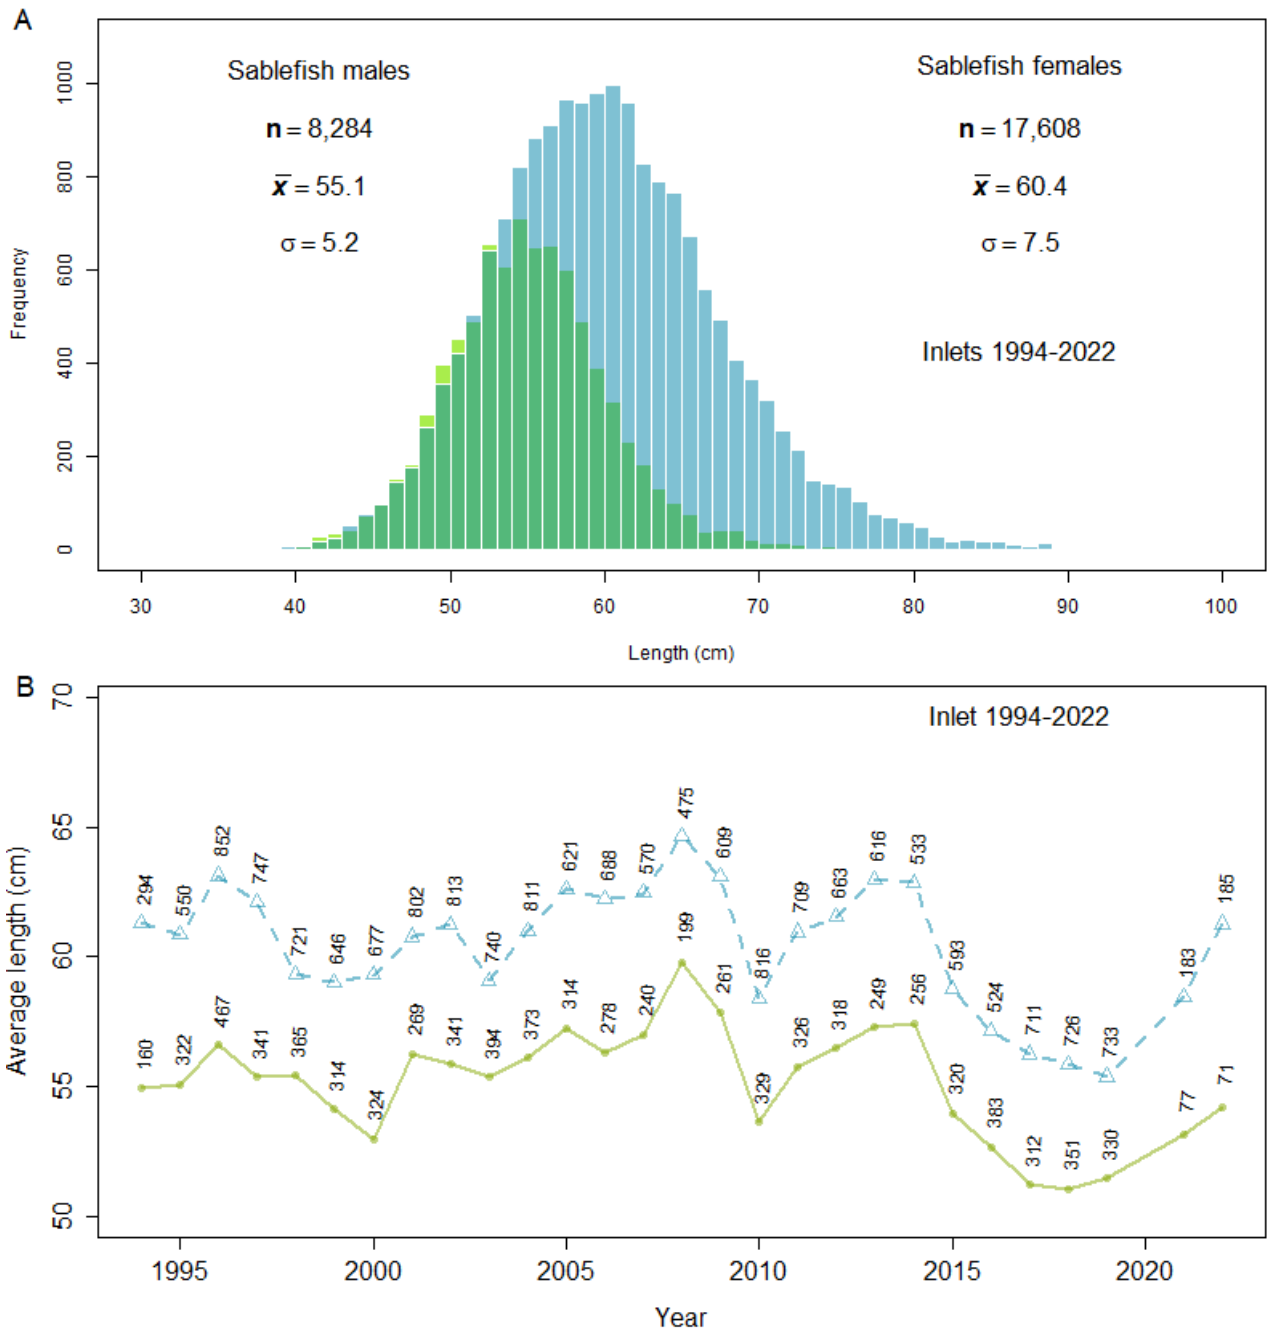 A
Sablefish males
n = 8,284
x̅ = 55.1
σ = 5.2
Sablefish females
n = 17,608
x̅ = 60.4
σ = 7.5
Inlets 1994-2022
Frequency
0
200
400
600
800
1000
30 40 50 60 70 80 90 100
Length (cm)
B
Inlet 1994-2022
Average length (cm)
50
55
60
65
70
294 550 852 747 721 646 677 802 813 740 811 621 688 570 475 609 816 709 663 616 533 593 524 711 726 733 183 185
160 322 467 341 365 314 324 269 341 394 373 314 278 240 199 261 329 326 318 249 256 320 383 312 351 330 77 71
1995 2000 2005 2010 2015 2020
Year